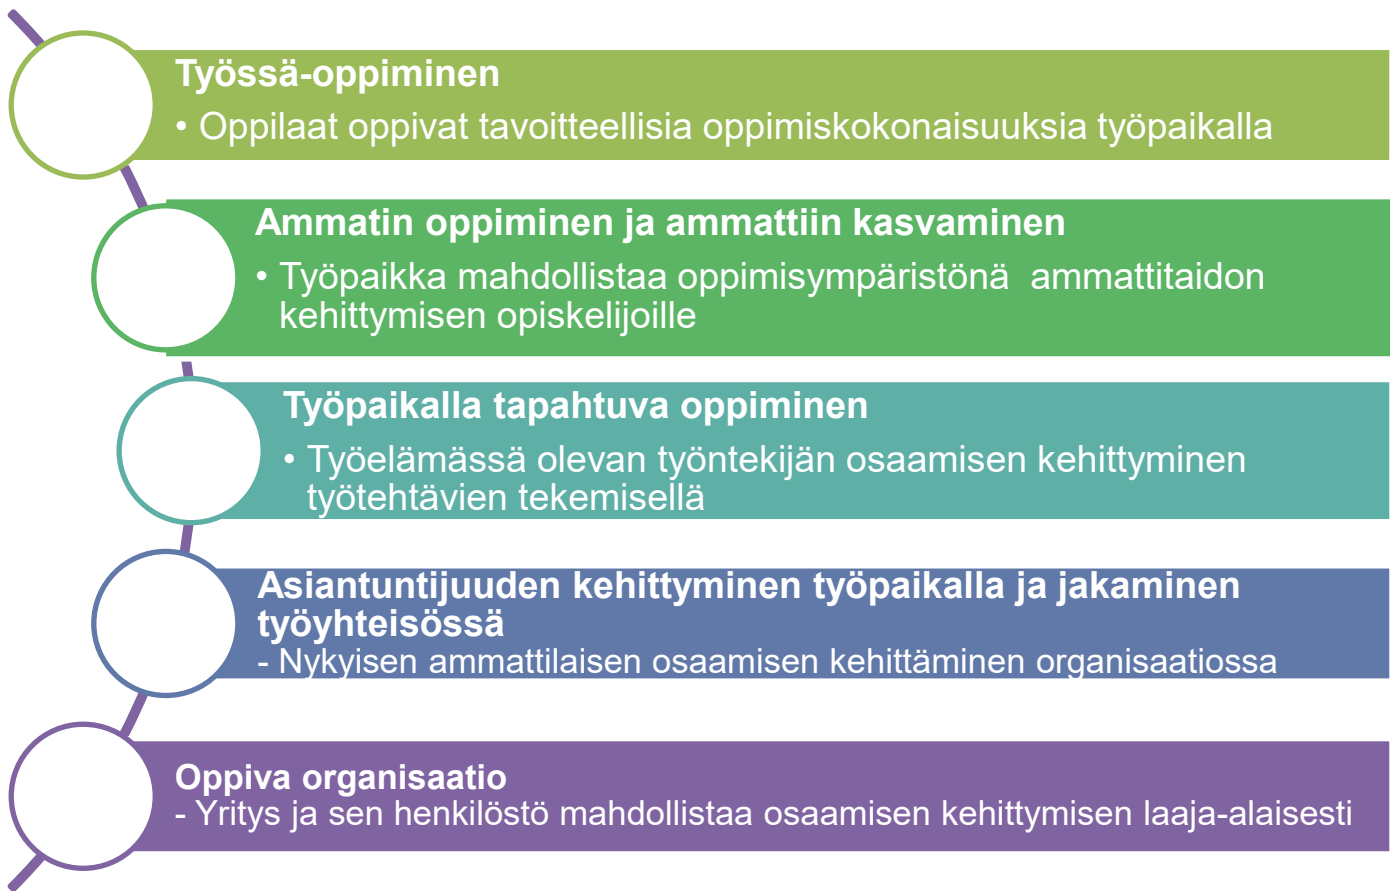 Työssä-oppiminen
• Oppilaat oppivat tavoitteellisia oppimiskokonaisuuksia työpaikalla
Ammatin oppiminen ja ammattiin kasvaminen
• Työpaikka mahdollistaa oppimisympäristönä  ammattitaidon
kehittymisen opiskelijoille
Työpaikalla tapahtuva oppiminen
• Työelämässä olevan työntekijän osaamisen kehittyminen
työtehtävien tekemisellä
Asiantuntijuuden kehittyminen työpaikalla ja jakaminen
työyhteisössä
- Nykyisen ammattilaisen osaamisen kehittäminen organisaatiossa
Oppiva organisaatio
- Yritys ja sen henkilöstö mahdollistaa osaamisen kehittymisen laaja-alaisesti